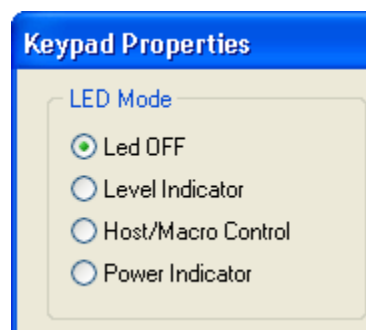 Keypad Properties
LED Mode
Led OFF
Level Indicator
Host/Macro Control
Power Indicator